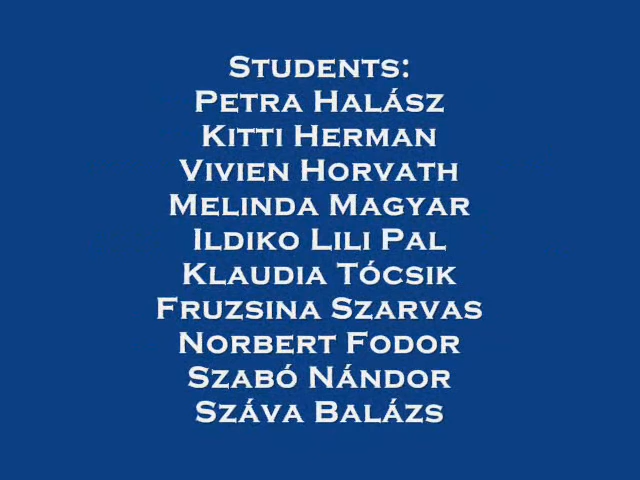 Students:
Petra Halász
Kitti Herman
Vivien Horvath
Melinda Magyar
Ildiko Lili Pal
Klaudia Tócsik
Fruzsina Szarvas
Norbert Fodor
Szabó Nándor
Száva Balázs